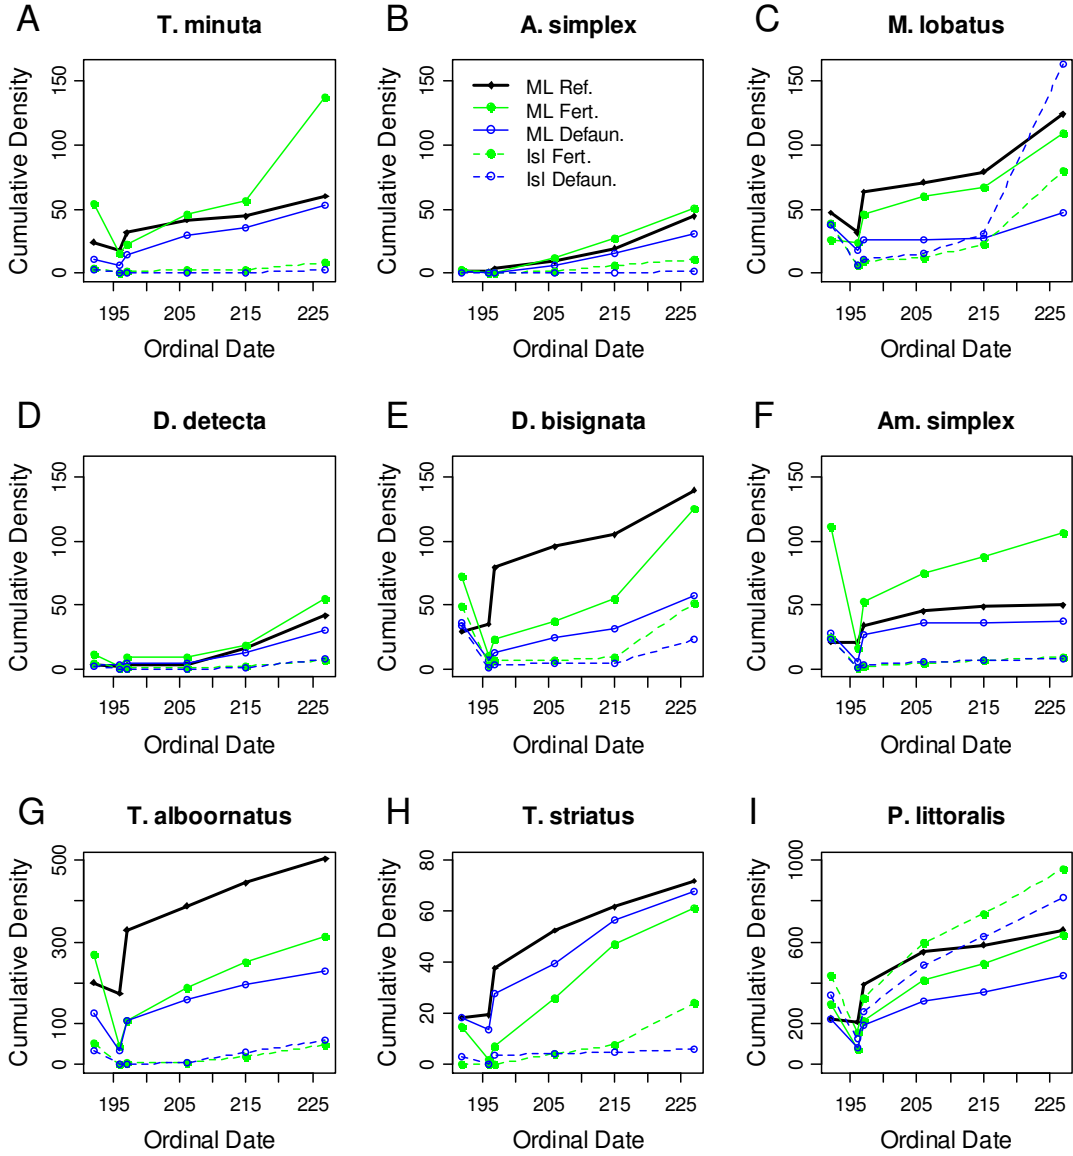 A T. minuta
Cumulative Density
0 50 100 150
195 205 215 225
Ordinal Date
B A. simplex
Cumulative Density
0 50 100 150
ML Ref.
ML Fert.
ML Defaun.
Isl Fert.
Isl Defaun.
195 205 215 225
Ordinal Date
C M. lobatus
Cumulative Density
0 50 100 150
195 205 215 225
Ordinal Date
D D. detecta
Cumulative Density
0 50 100 150
195 205 215 225
Ordinal Date
E D. bisignata
Cumulative Density
0 50 100 150
195 205 215 225
Ordinal Date
F Am. simplex
Cumulative Density
0 50 100 150
195 205 215 225
Ordinal Date
G T. alboornatus
Cumulative Density
0 100 300 500
195 205 215 225
Ordinal Date
H T. striatus
Cumulative Density
0 20 40 60 80
195 205 215 225
Ordinal Date
I P. littoralis
Cumulative Density
0 200 600 1000
195 205 215 225
Ordinal Date